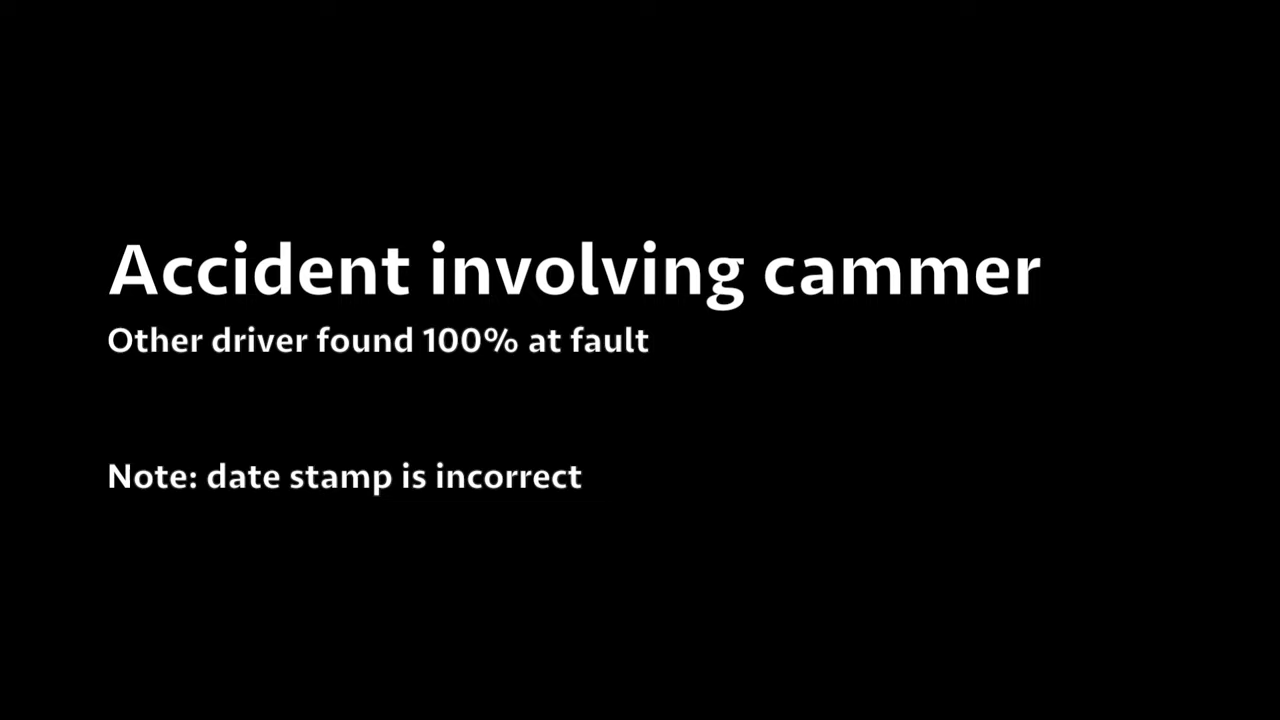 Accident involving cammer
Other driver found 100% at fault
Note: date stamp is incorrect